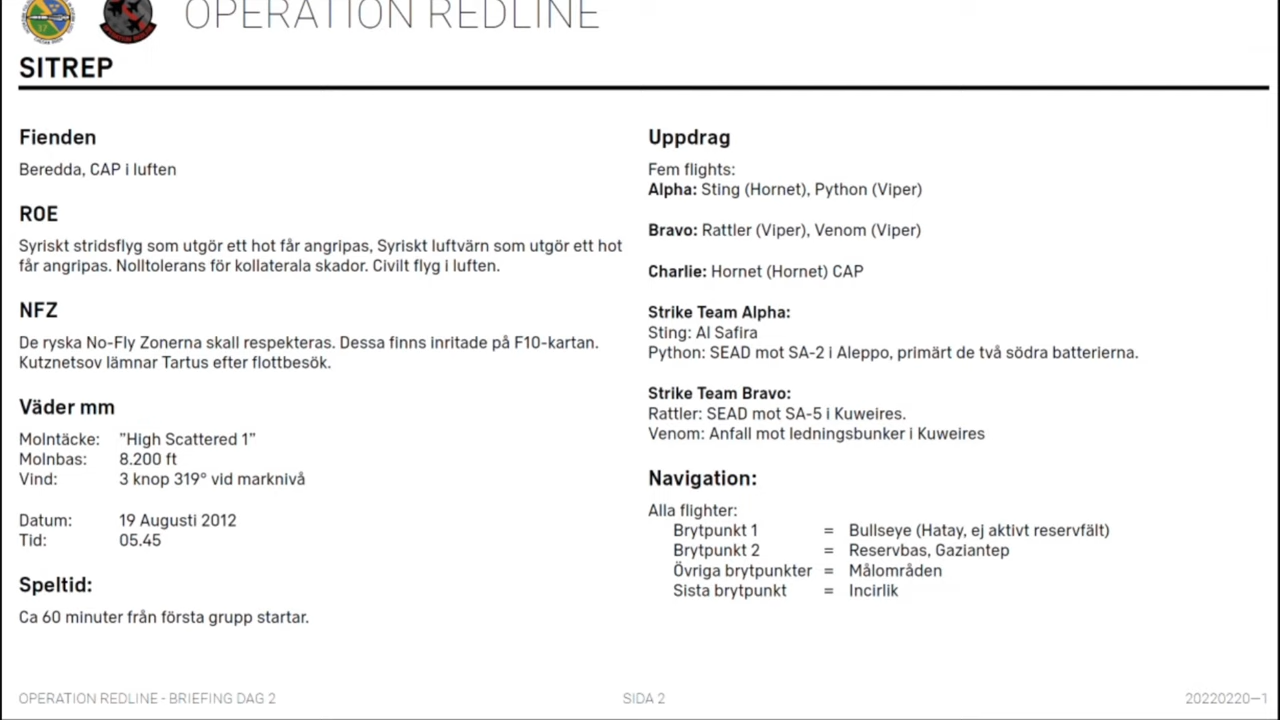 OPERATION REDLINE
SITREP
Fienden
Beredda, CAP i luften
ROE
Syriskt stridsflyg som utgör ett hot får angripas, Syriskt luftvärn som utgör ett hot
får angripas. Nolltolerans för kollaterala skador. Civilt flyg i luften.
NFZ
De ryska No-Fly Zonerna skall respekteras. Dessa finns inritade på F10-kartan.
Kutznetsov lämnar Tartus efter flottbesök.
Väder mm
Molntäcke: ”High Scattered 1”
Molnbas: 8.200 ft
Vind: 3 knop 319° vid marknivå
Datum: 19 Augusti 2012
Tid: 05.45
Speltid:
Ca 60 minuter från första grupp startar.
Uppdrag
Fem flights:
Alpha: Sting (Hornet), Python (Viper)
Bravo: Rattler (Viper), Venom (Viper)
Charlie: Hornet (Hornet) CAP
Strike Team Alpha:
Sting: Al Safira
Python: SEAD mot SA-2 i Aleppo, primärt de två södra batterierna.
Strike Team Bravo:
Rattler: SEAD mot SA-5 i Kuweires.
Venom: Anfall mot ledningsbunker i Kuweires
Navigation:
Alla flighter:
Brytpunkt 1 = Bullseye (Hatay, ej aktivt reservfält)
Brytpunkt 2 = Reservbas, Gaziantep
Övriga brytpunkter = Målområden
Sista brytpunkt = Incirlik
OPERATION REDLINE - BRIEFING DAG 2
SIDA 2
20220220—1